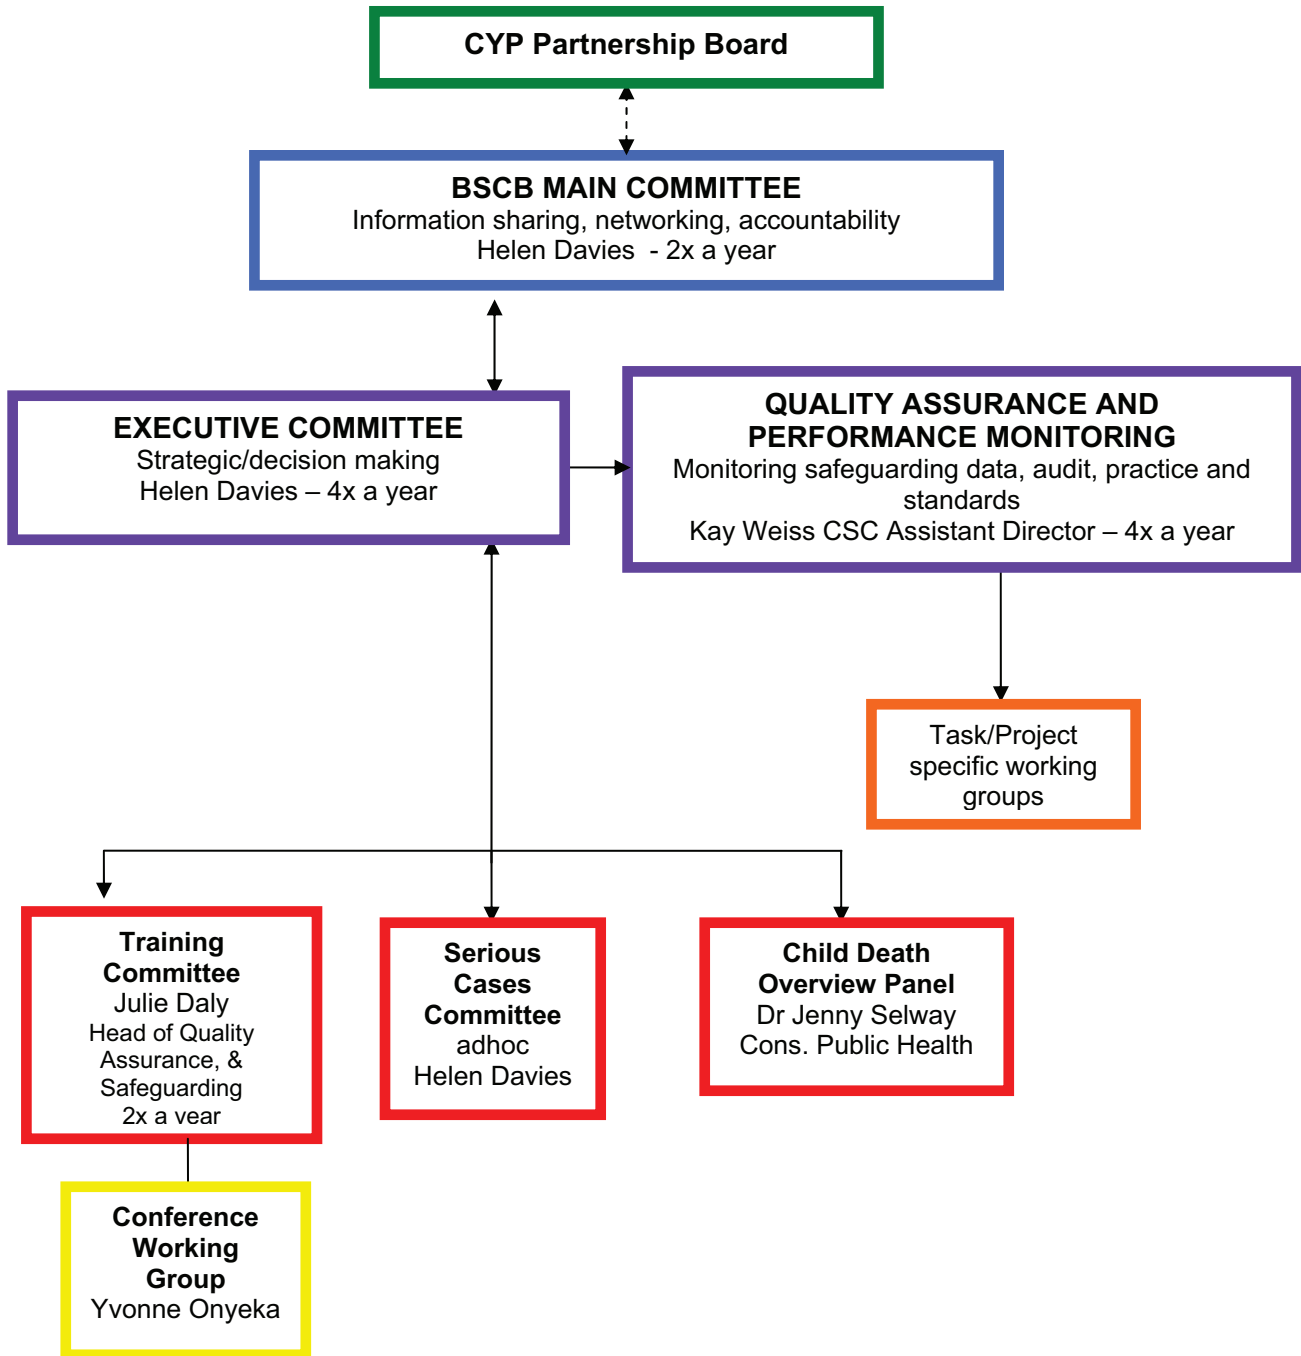 CYP Partnership Board
BSCB MAIN COMMITTEE
Information sharing, networking, accountability
Helen Davies - 2x a year
EXECUTIVE COMMITTEE
Strategic/decision making
Helen Davies – 4x a year
QUALITY ASSURANCE AND
PERFORMANCE MONITORING
Monitoring safeguarding data, audit, practice and
standards
Kay Weiss CSC Assistant Director – 4x a year
Task/Project
specific working
groups
Training
Committee
Julie Daly
Head of Quality
Assurance, &
Safeguarding
2x a year
Serious
Cases
Committee
adhoc
Helen Davies
Child Death
Overview Panel
Dr Jenny Selway
Cons. Public Health
Conference
Working
Group
Yvonne Onyeka